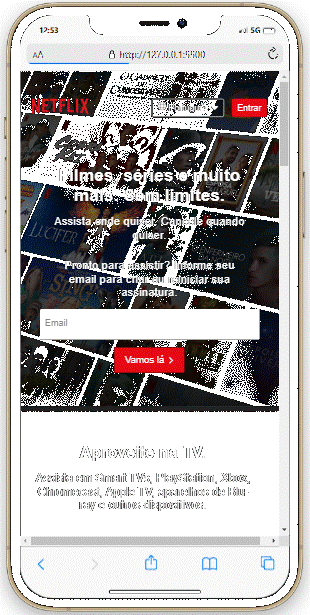 12:53
5G
AA
http://127.0.0.1:5500
NETFLIX
Entrar
Filmes, séries e muito
mais. Sem limites.
Assista onde quiser. Cancele quando
quiser.
Pronto para assistir? Informe seu
email para criar ou reiniciar sua
assinatura.
Email
Vamos lá >
LUCIFER
Aproveite na TV.
Assista em Smart TVs, PlayStation, Xbox,
Chromecast, Apple TV, aparelhos de Blu-
ray e outros dispositivos.